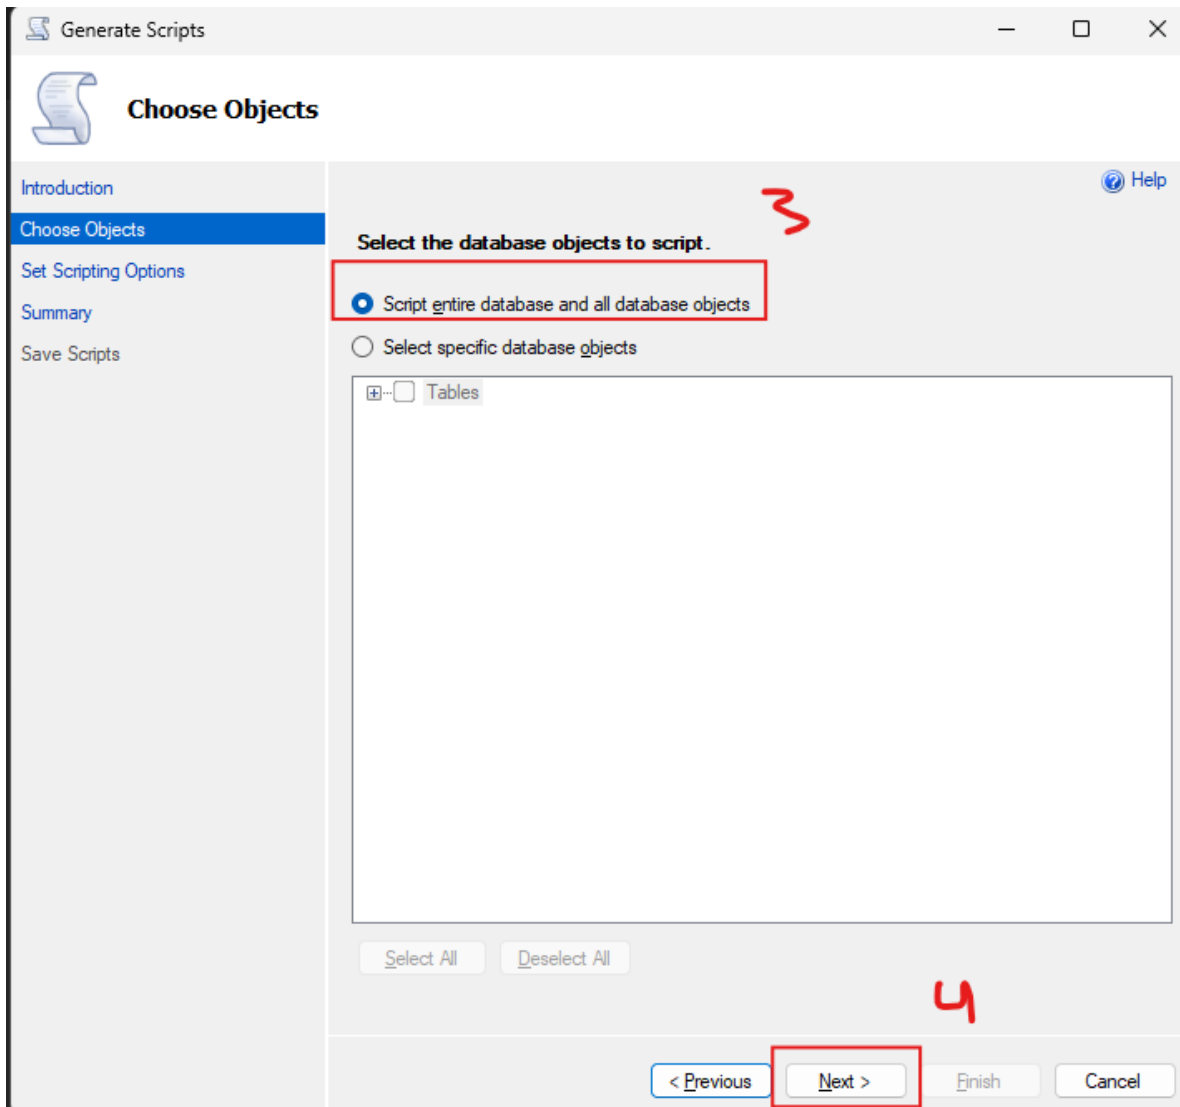 Generate Scripts
Choose Objects
Introduction
Choose Objects
Set Scripting Options
Summary
Save Scripts
Help
3
Select the database objects to script.
Script entire database and all database objects
Select specific database objects
Tables
Select All Deselect All
4
< Previous Next > Finish Cancel